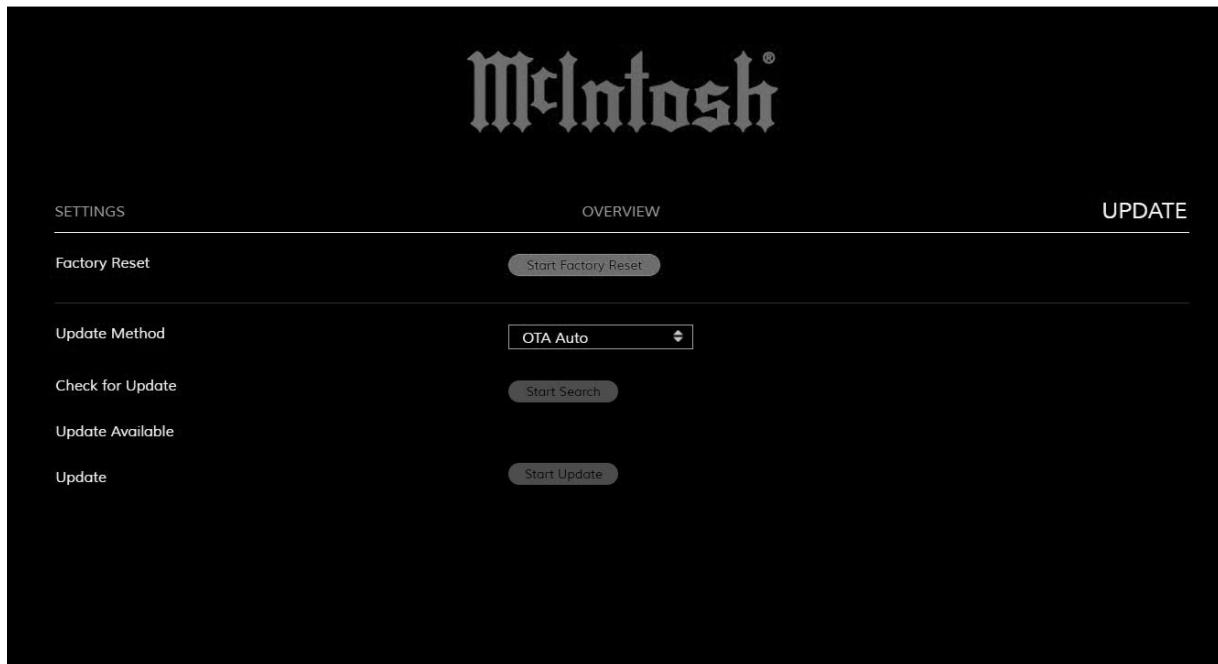 McIntosh®
SETTINGS OVERVIEW UPDATE
Factory Reset Start Factory Reset
Update Method OTA Auto
Check for Update Start Search
Update Available
Update Start Update